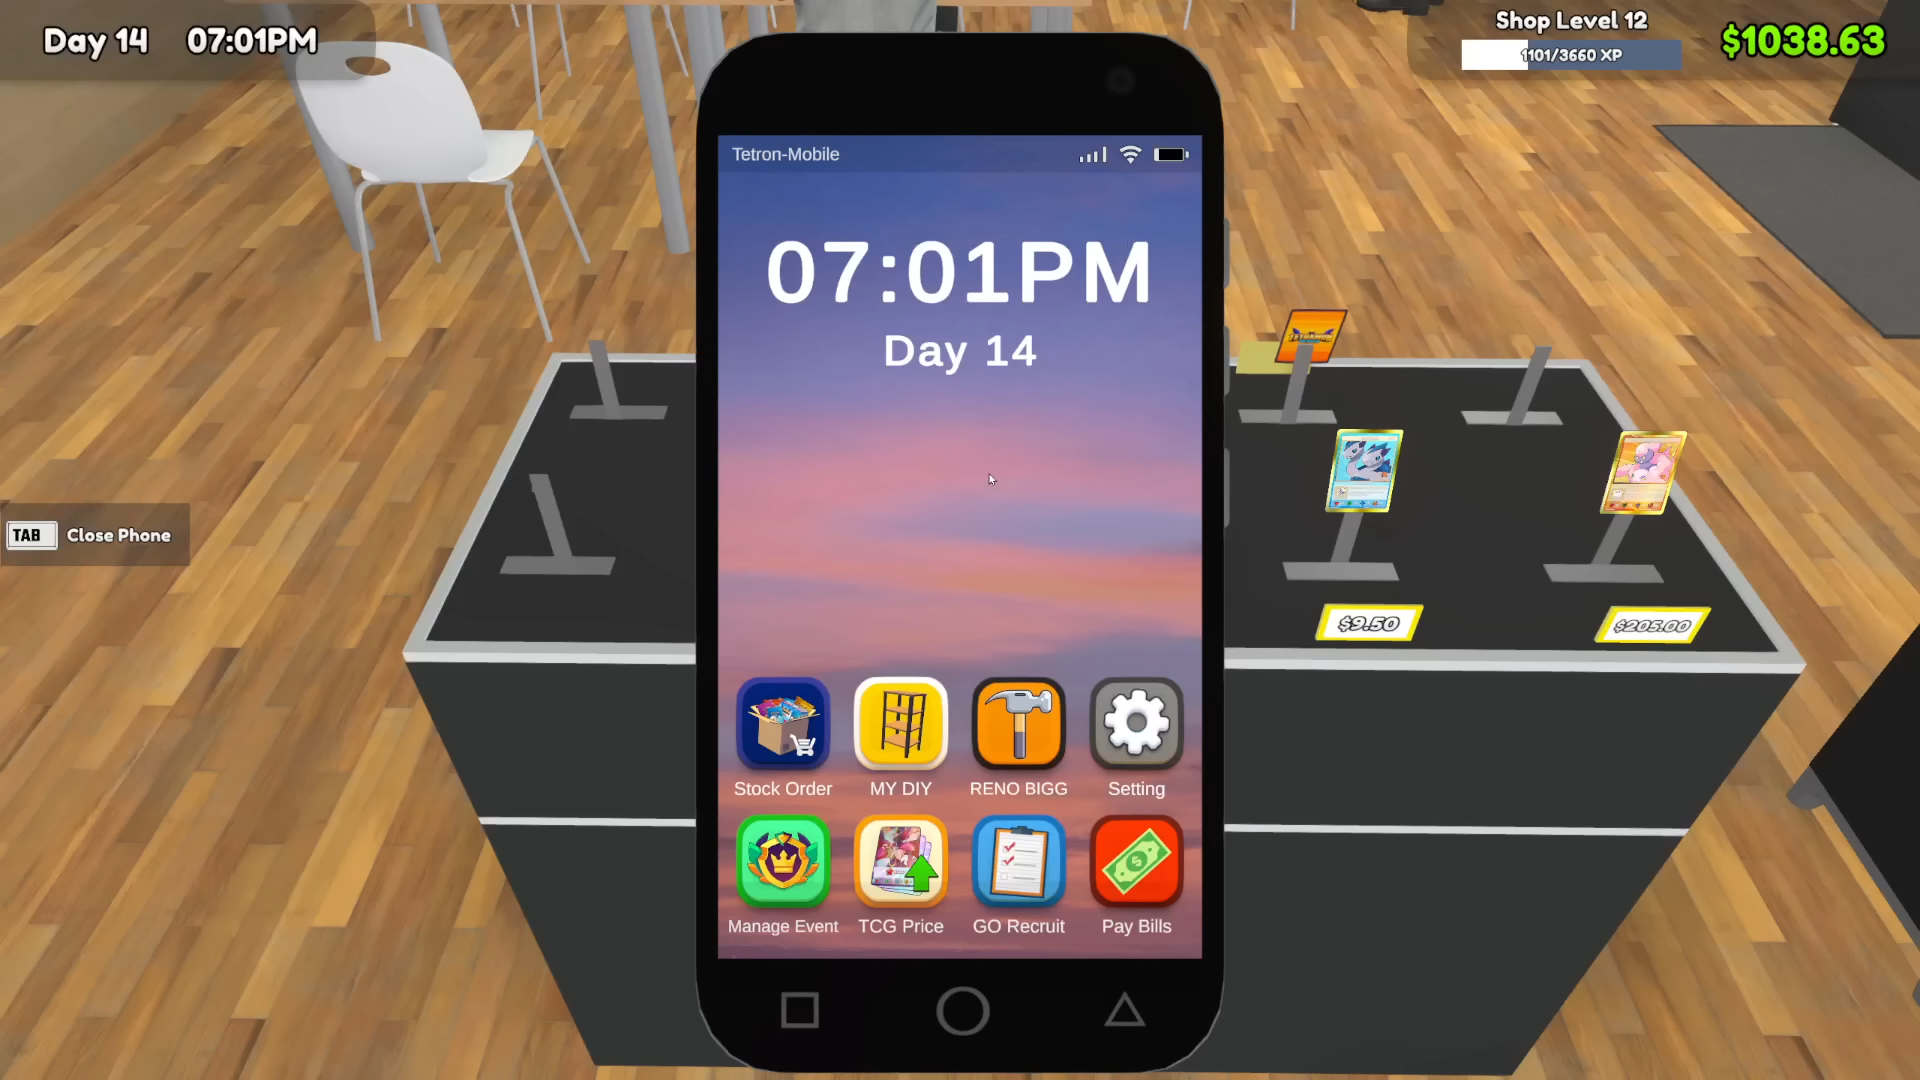 Day 14 07:01PM
Shop Level 12
1101/3660 XP
$1038.63
Tetron-Mobile
07:01PM
Day 14
TAB Close Phone
$9.50
$205.00
Stock Order
MY DIY
RENO BIGG
Setting
Manage Event
TCG Price
GO Recruit
Pay Bills